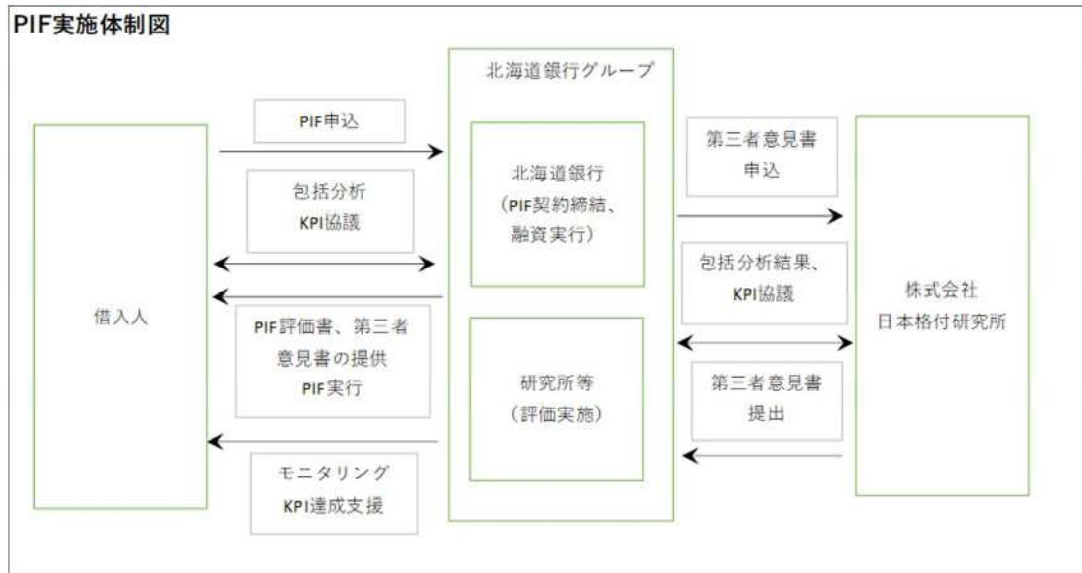 PIF実施体制図
借入人
PIF申込
包括分析
KPI協議
PIF評価書、第三者
意見書の提供
PIF実行
モニタリング
KPI達成支援
北海道銀行グループ
北海道銀行
(PIF契約締結、
融資実行)
研究所等
(評価実施)
第三者意見書
申込
包括分析結果、
KPI協議
第三者意見書
提出
株式会社
日本格付研究所